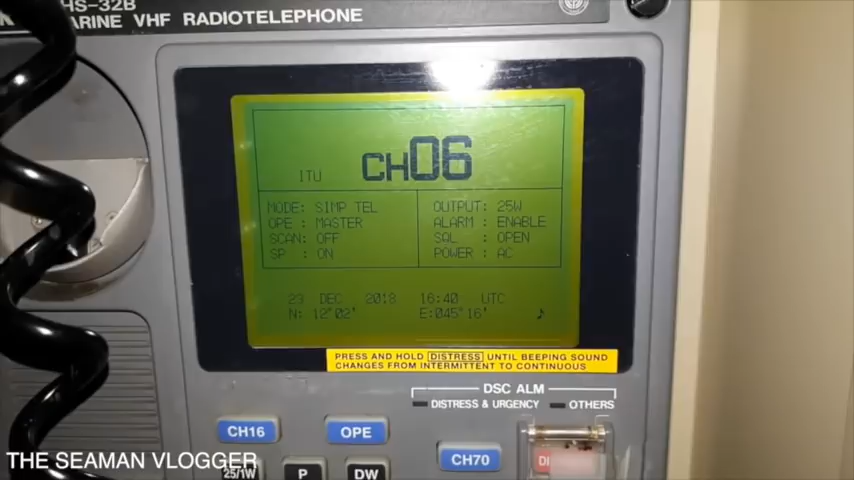 HS-32B
MARINE VHF RADIOTELEPHONE
ITU CH06
MODE: SIMP TEL OUTPUT: 25W
OPE : MASTER ALARM : ENABLE
SCAN: OFF SQL : OPEN
SP : ON POWER : AC
23 DEC 2018 16:40 UTC
N: 12°02' E:045°16' ♪
PRESS AND HOLD DISTRESS UNTIL BEEPING SOUND
CHANGES FROM INTERMITTENT TO CONTINUOUS
DSC ALM
DISTRESS & URGENCY OTHERS
CH16 OPE
CH70 DI
THE SEAMAN VLOGGER
25/1W P DW